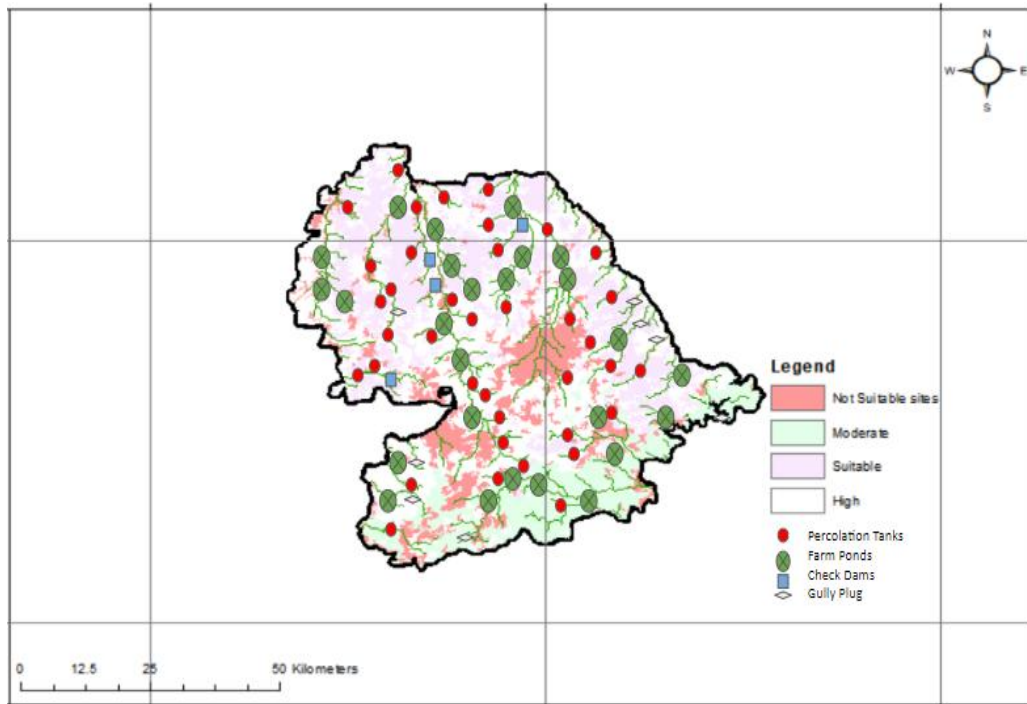 N
W E
S
Legend
Not Suitable sites
Moderate
Suitable
High
Percolation Tanks
Farm Ponds
Check Dams
Gully Plug
0 12.5 25 50 Kilometers